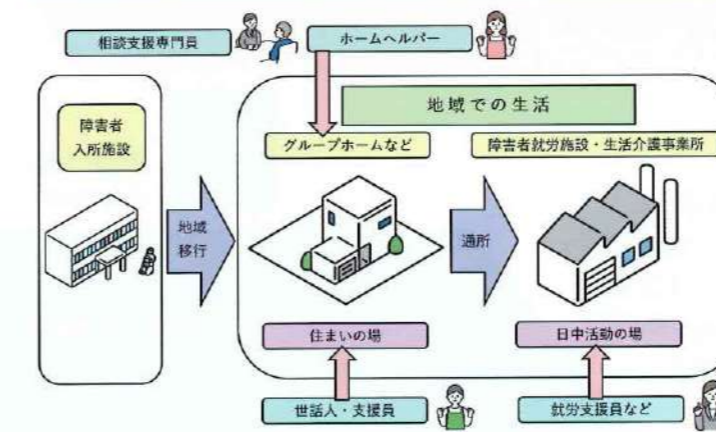 相談支援専門員
ホームヘルパー
地域での生活
障害者
入所施設
グループホームなど
障害者就労施設・生活介護事業所
地域
移行
通所
住まいの場
日中活動の場
世話人・支援員
就労支援員など